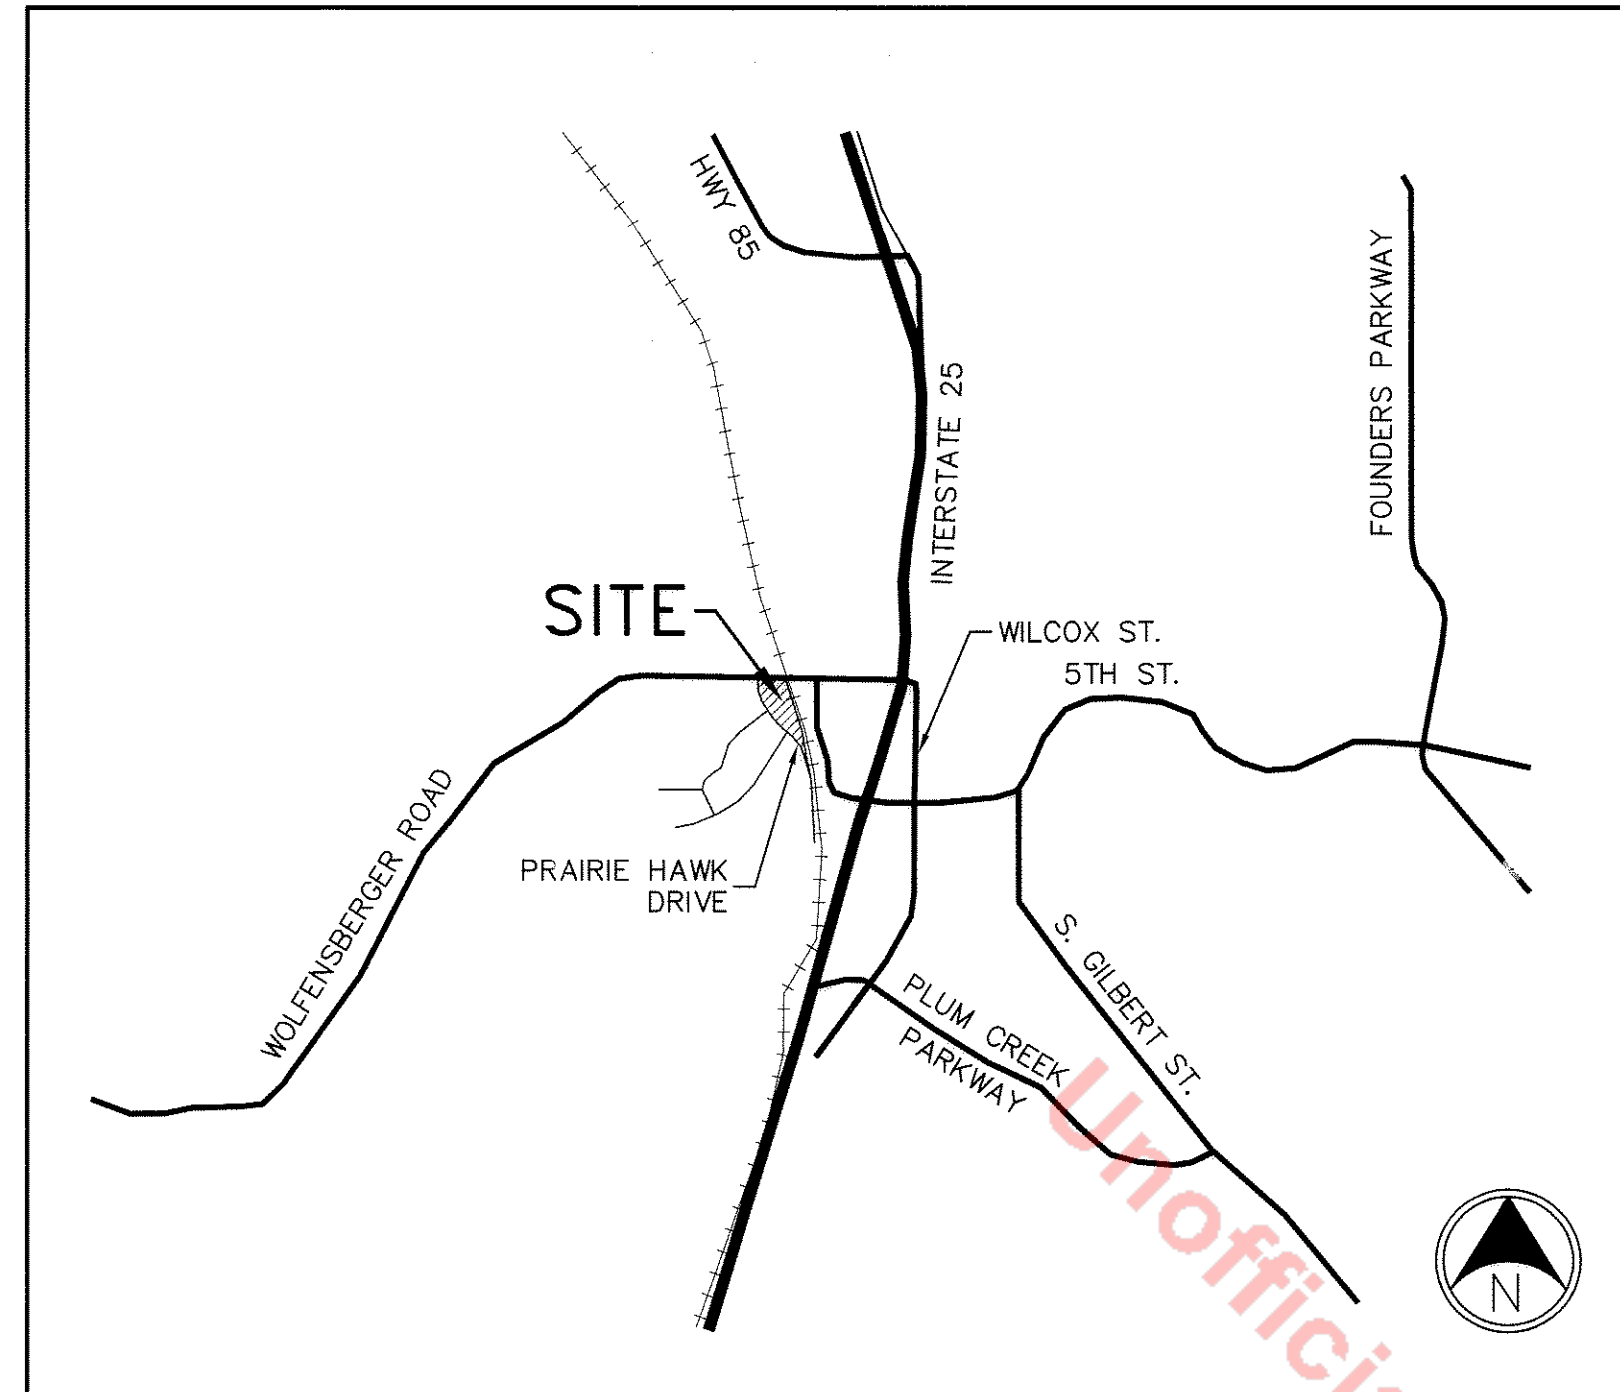 HWY 85
INTERSTATE 25
FOUNDERS PARKWAY
SITE
WILCOX ST.
5TH ST.
WOLFENSBERGER ROAD
PRAIRIE HAWK
DRIVE
S. GILBERT ST.
PLUM CREEK
PARKWAY
Unoffici
N